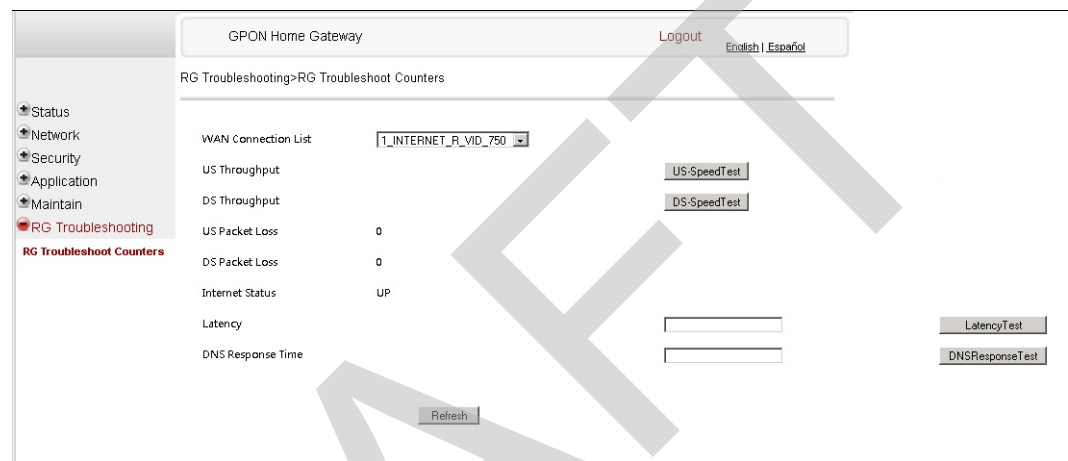 GPON Home Gateway
Logout
English | Español
RG Troubleshooting>RG Troubleshoot Counters
Status
Network
Security
Application
Maintain
RG Troubleshooting
RG Troubleshoot Counters
WAN Connection List 1_INTERNET_R_VID_750
US Throughput US-SpeedTest
DS Throughput DS-SpeedTest
US Packet Loss 0
DS Packet Loss 0
Internet Status UP
Latency LatencyTest
DNS Response Time DNSResponseTest
Refresh